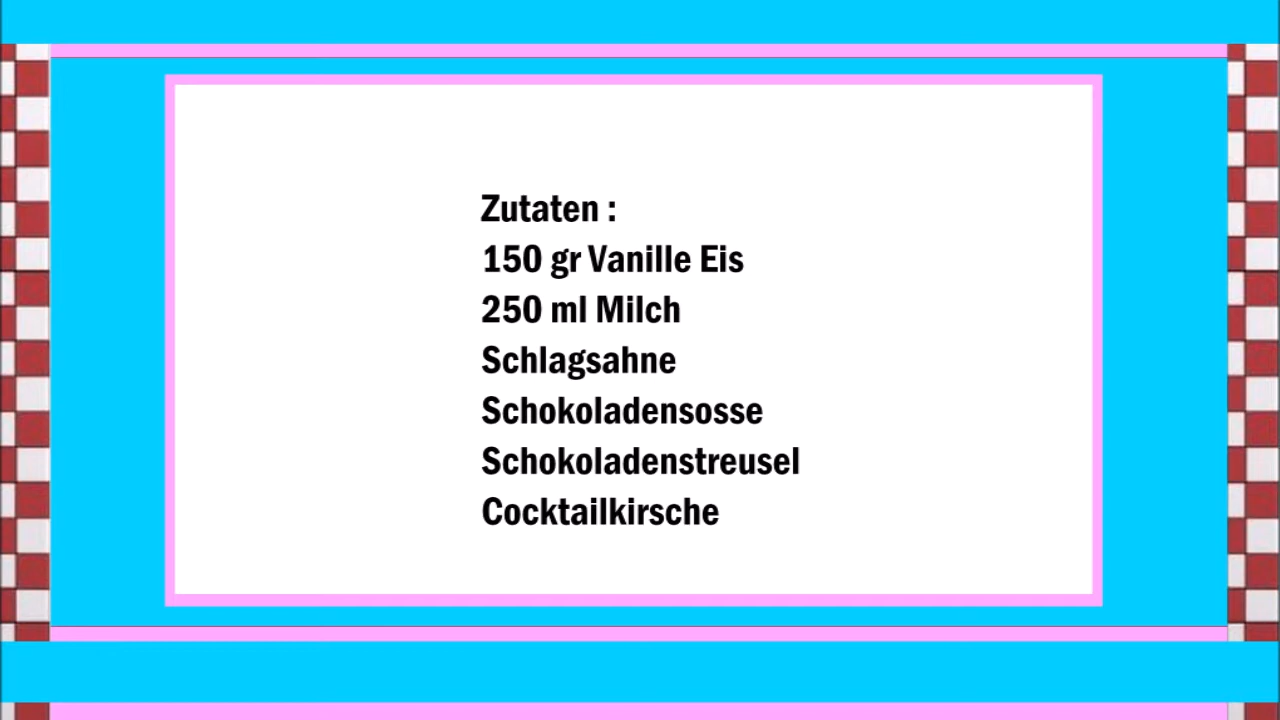 Zutaten :
150 gr Vanille Eis
250 ml Milch
Schlagsahne
Schokoladensosse
Schokoladenstreusel
Cocktailkirsche